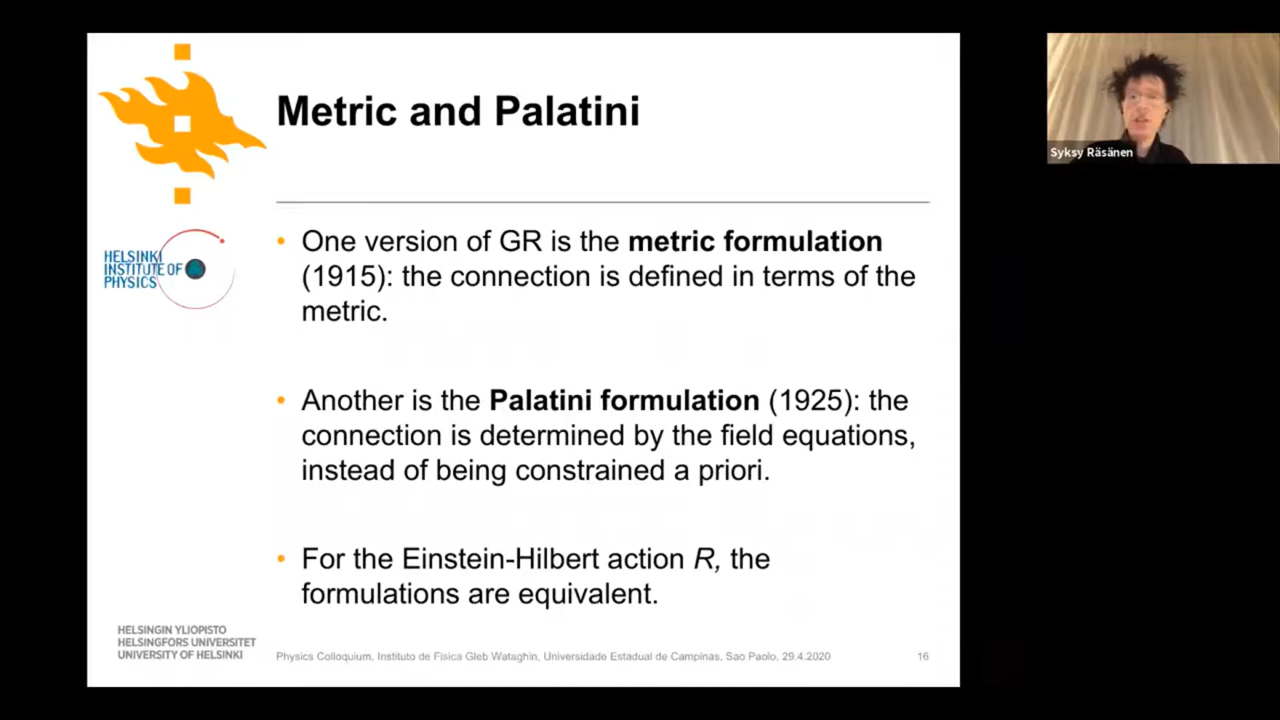 Metric and Palatini
Syksy Räsänen
• One version of GR is the metric formulation
(1915): the connection is defined in terms of the
metric.
HELSINKI
INSTITUTE OF
PHYSICS
• Another is the Palatini formulation (1925): the
connection is determined by the field equations,
instead of being constrained a priori.
• For the Einstein-Hilbert action R, the
formulations are equivalent.
HELSINGIN YLIOPISTO
HELSINGFORS UNIVERSITET
UNIVERSITY OF HELSINKI
Physics Colloquium, Instituto de Física Gleb Wataghin, Universidade Estadual de Campinas, Sao Paolo, 29.4.2020 16